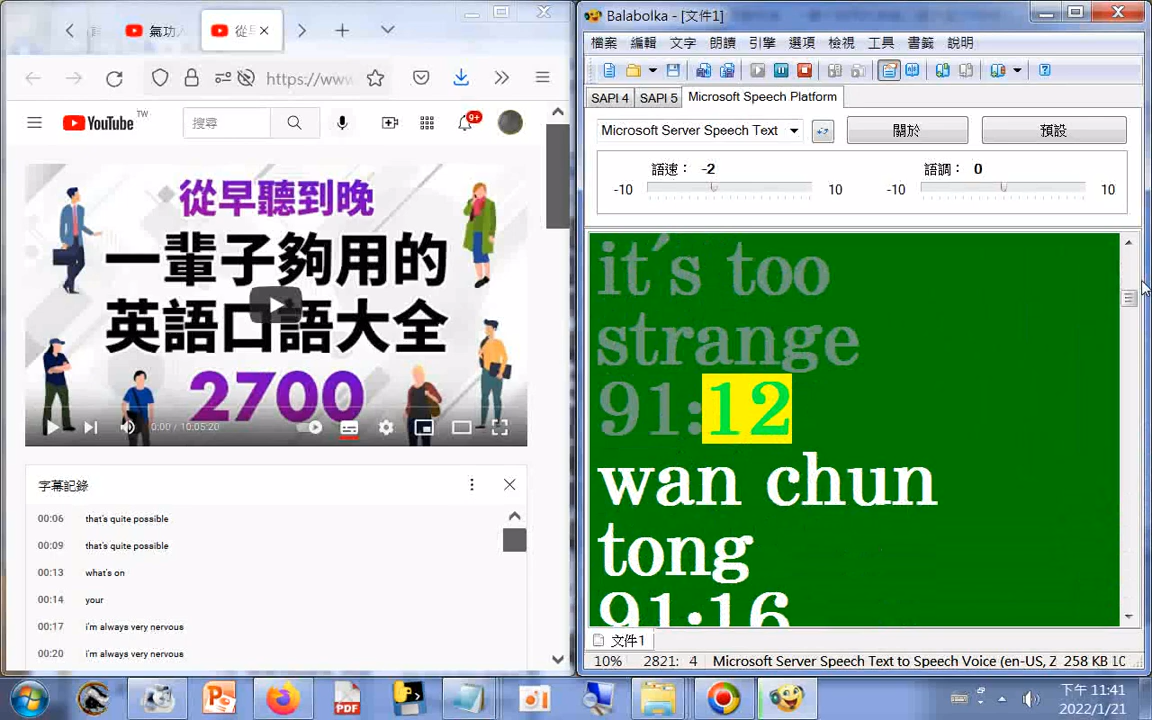 氣功人
從
https://www
YouTube TW
搜尋
9+
從早聽到晚
一輩子夠用的
英語口語大全
2700
0:00 / 10:05:20
字幕記錄
00:06 that's quite possible
00:09 that's quite possible
00:13 what's on
00:14 your
00:17 i'm always very nervous
00:20 i'm always very nervous
Balabolka - [文件1]
檔案 編輯 文字 朗讀 引擎 選項 檢視 工具 書籤 說明
SAPI 4 SAPI 5 Microsoft Speech Platform
Microsoft Server Speech Text 關於 預設
語速： -2 語調： 0
-10 10 -10 10
it's too
strange
91:12
wan chun
tong
91:16
文件1
10% 2821: 4 Microsoft Server Speech Text to Speech Voice (en-US, Z 258 KB 10
PDF
下午 11:41
2022/1/21